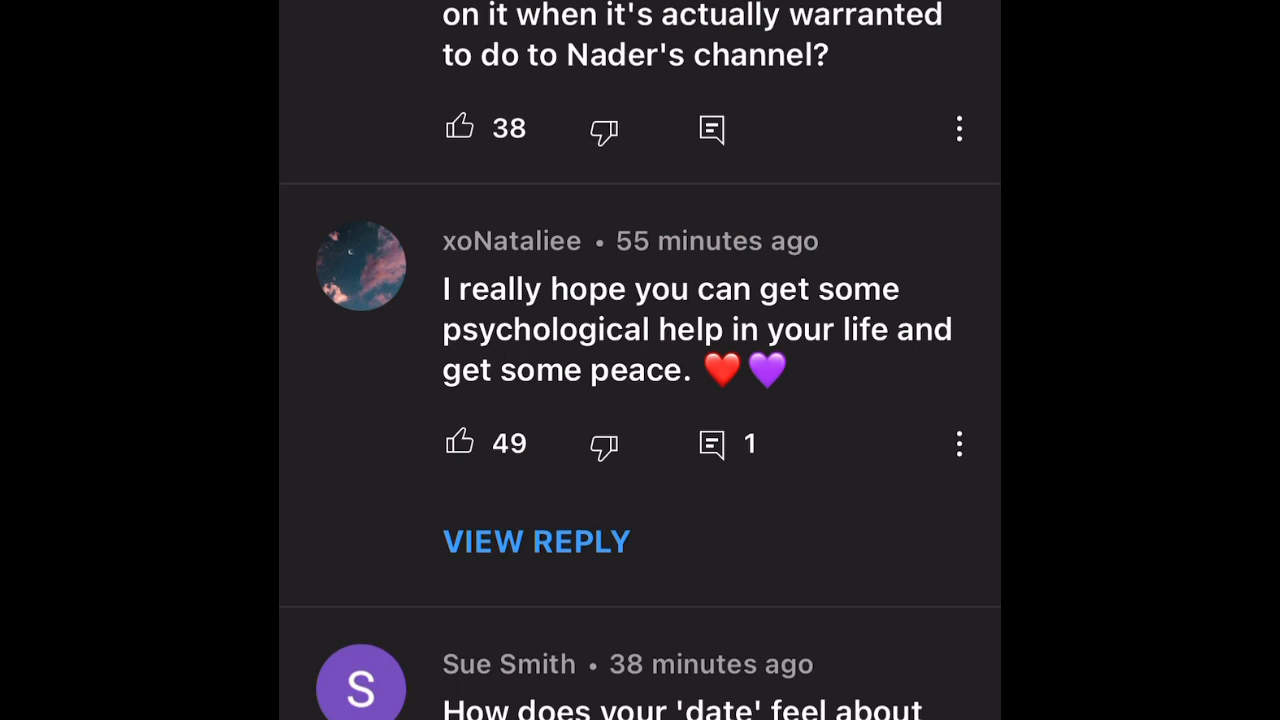 on it when it's actually warranted
to do to Nader's channel?
38
xoNataliee • 55 minutes ago
I really hope you can get some
psychological help in your life and
get some peace. ❤️💜
49 1
VIEW REPLY
S
Sue Smith • 38 minutes ago
How does your 'date' feel about